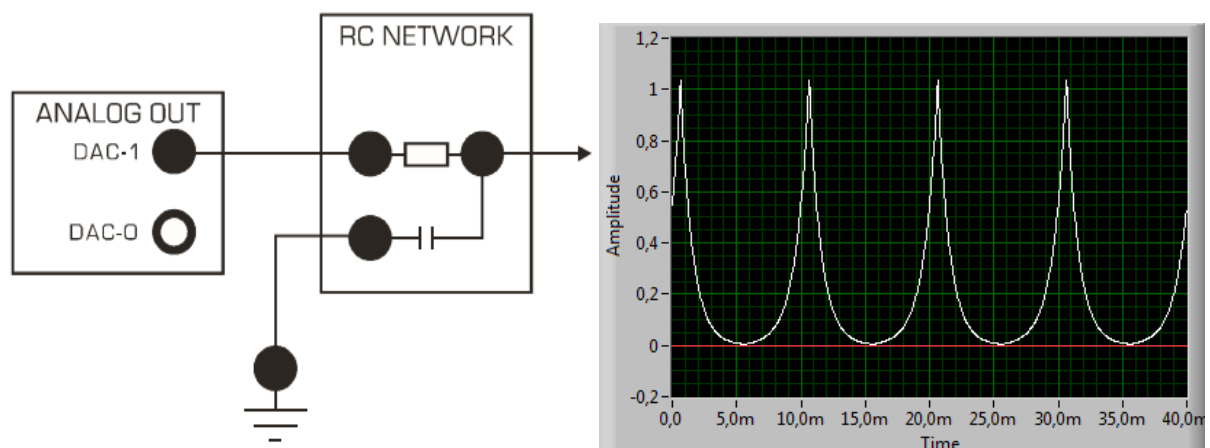 RC NETWORK
ANALOG OUT
DAC-1
DAC-0
1,2
1
0,8
0,6
0,4
0,2
0
-0,2
Amplitude
0,0 5,0m 10,0m 15,0m 20,0m 25,0m 30,0m 35,0m 40,0m
Time